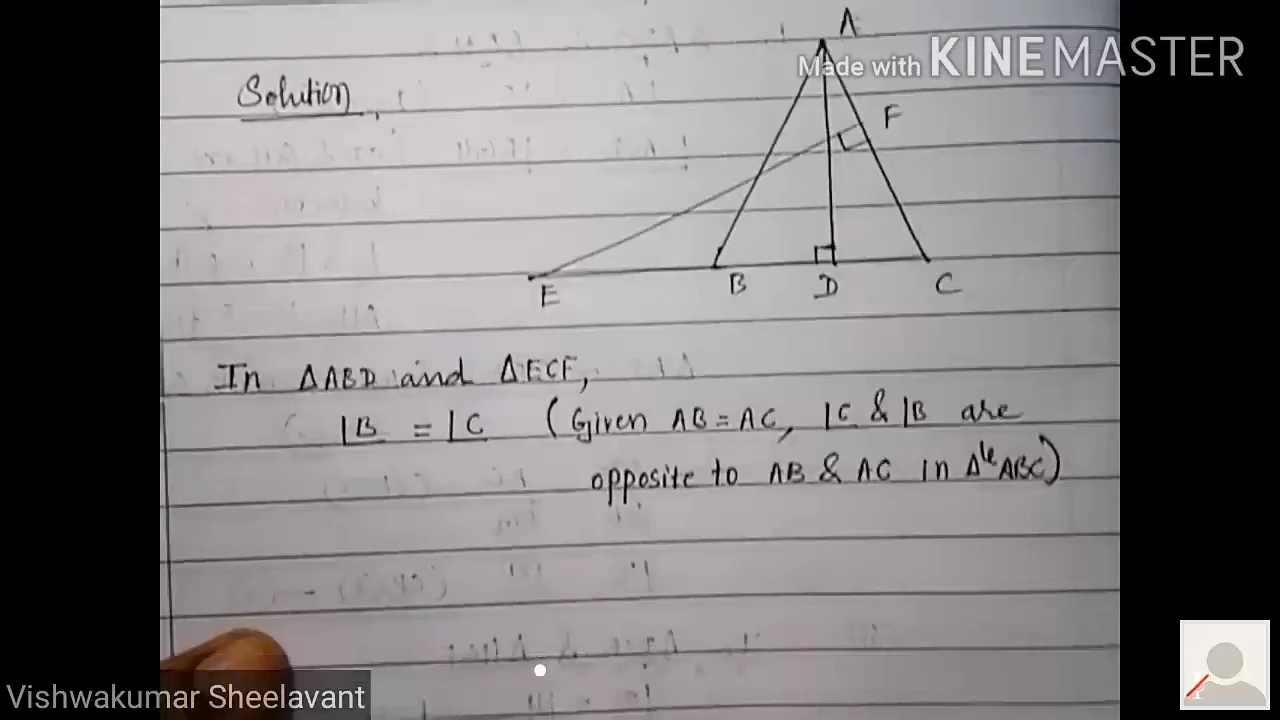 A
Made with KINEMASTER
Solution,
F
E
B
D
C
In ΔABD and ΔECF,
∠B = ∠C (Given AB = AC, ∠C & ∠B are
opposite to AB & AC in Δle ABC)
Vishwakumar Sheelavant